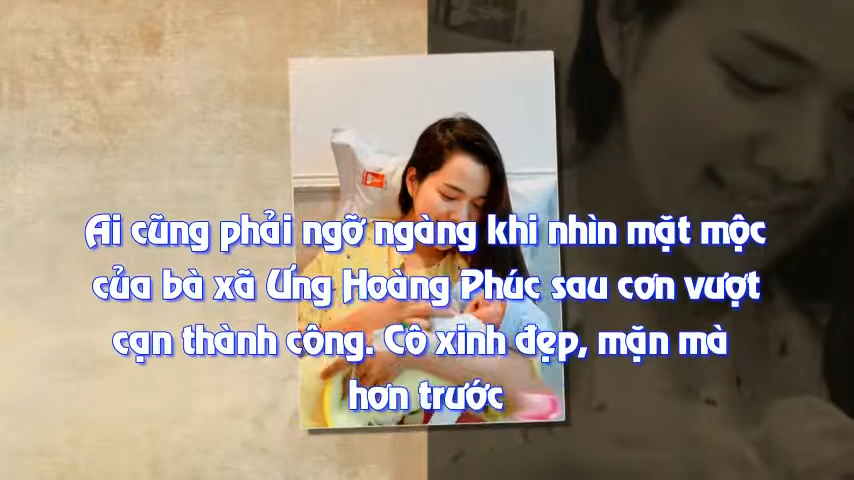 Ai cũng phải ngỡ ngàng khi nhìn mặt mộc
của bà xã Ưng Hoàng Phúc sau cơn vượt
cạn thành công. Cô xinh đẹp, mặn mà
hơn trước